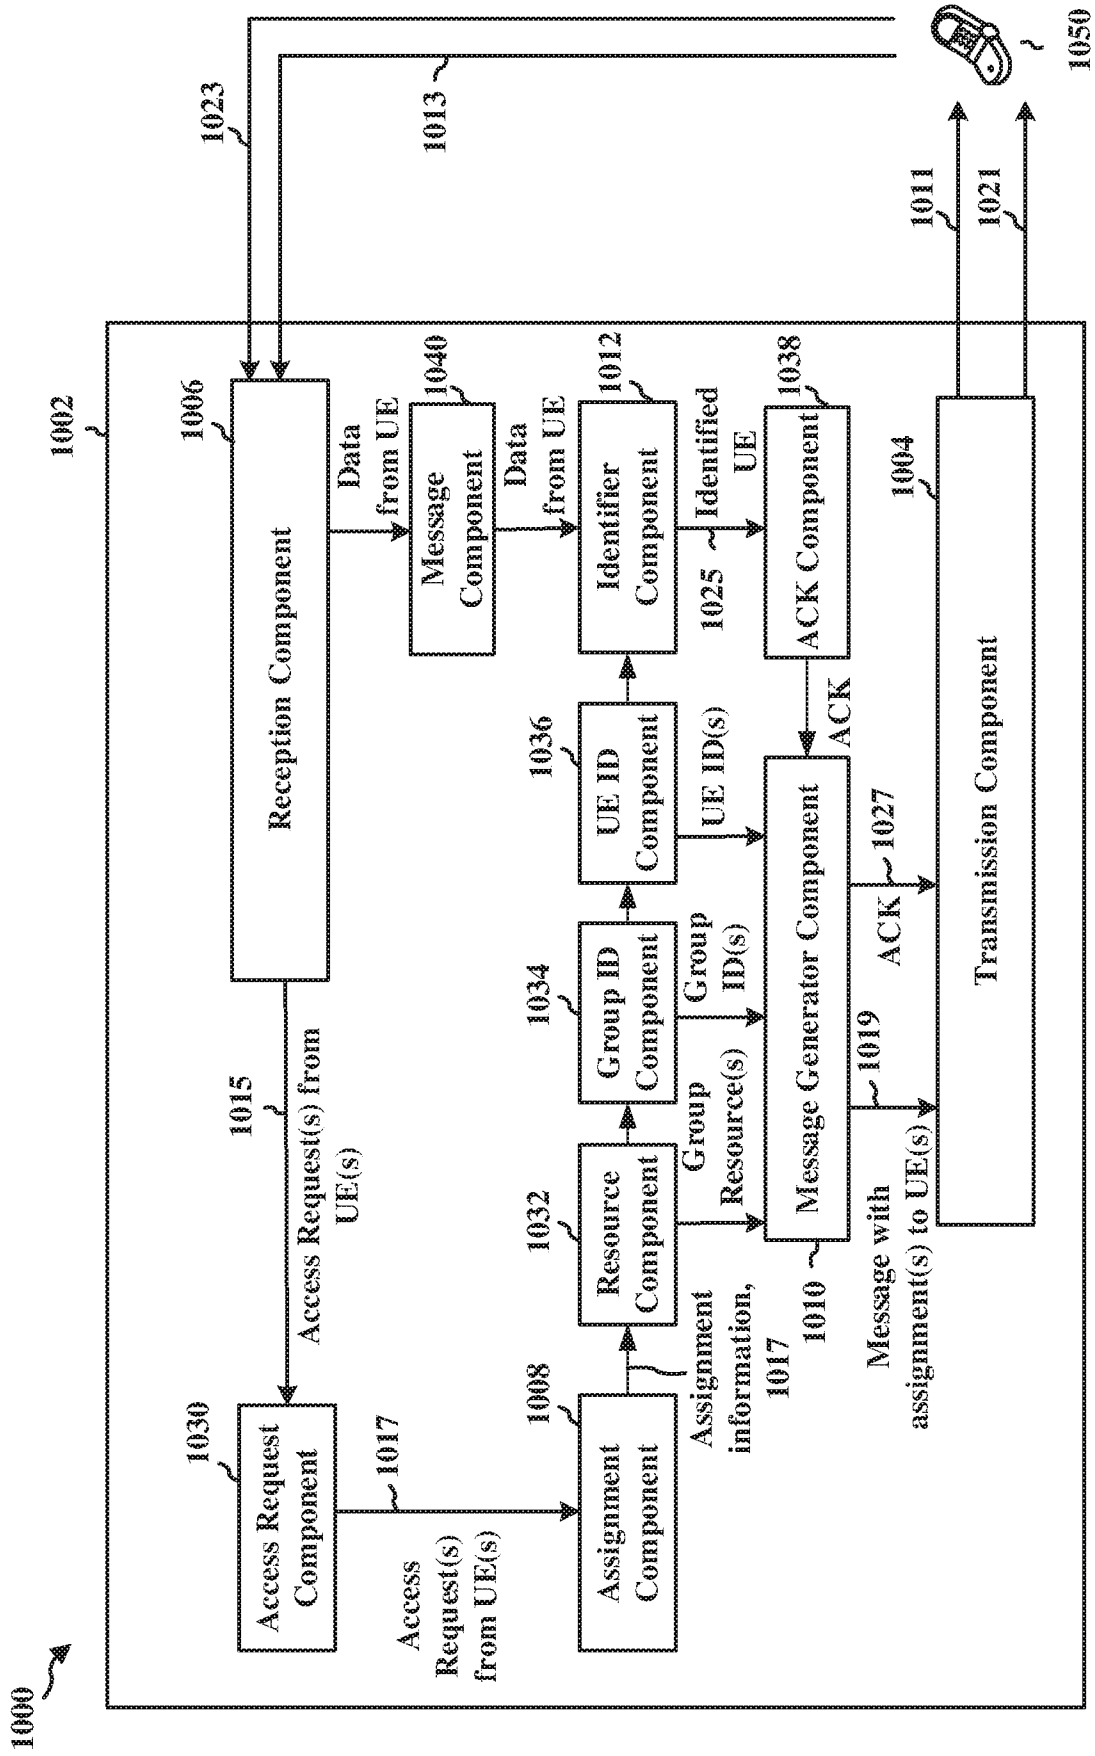 1000
1002
1023
1013
1006
Reception Component
1015
Access Request(s) from
UE(s)
1030
Access Request
Component
1017
Access
Request(s)
from UE(s)
Data
from UE
1040
Message
Component
Data
from UE
1008
Assignment
Component
Assignment
information,
1017
1032
Resource
Component
Group
Resource(s)
1034
Group ID
Component
Group
ID(s)
1036
UE ID
Component
UE ID(s)
1012
Identifier
Component
1025
Identified
UE
1038
ACK Component
ACK
1010
Message Generator Component
Message with
assignment(s) to UE(s)
1019
ACK
1027
1004
Transmission Component
1011
1021
1050